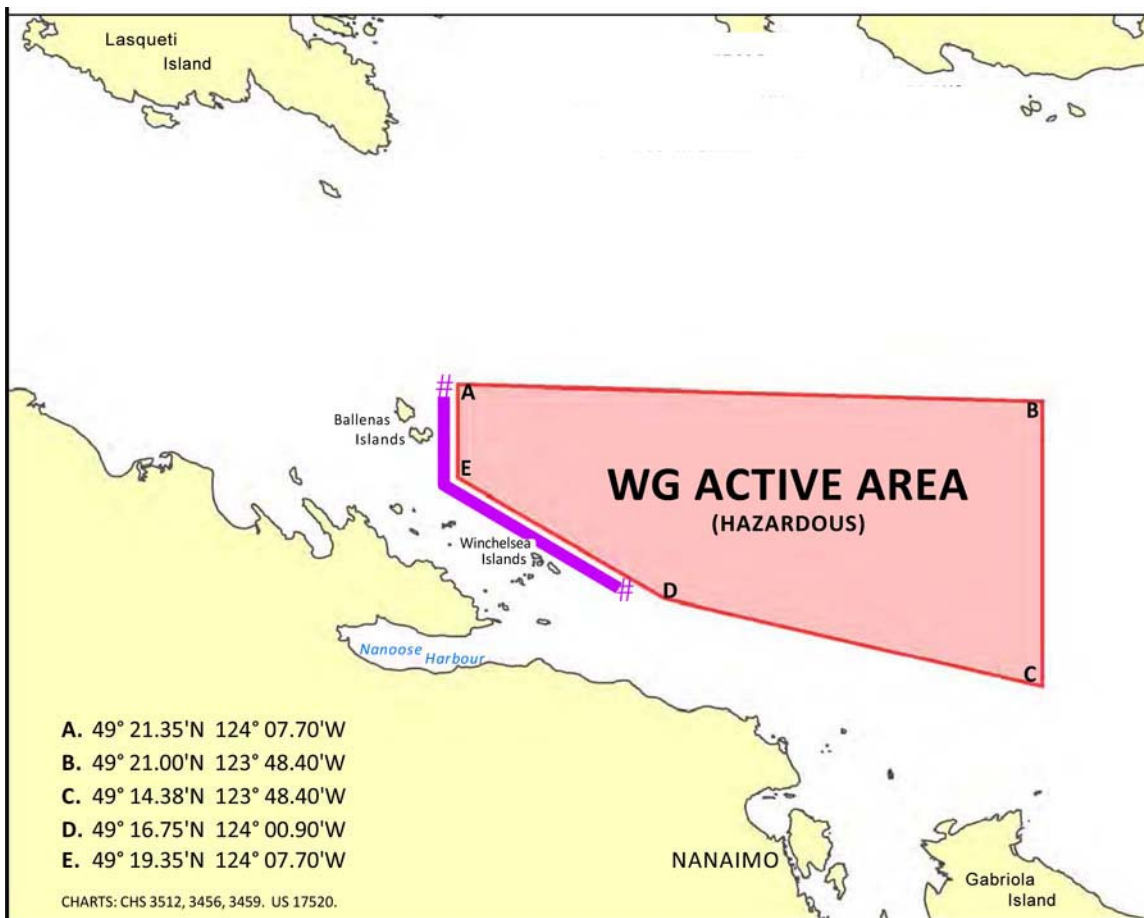 Lasqueti
Island
#
A
B
Ballenas
Islands
E
WG ACTIVE AREA
(HAZARDOUS)
Winchelsea
Islands
#
D
Nanoose Harbour
C
A. 49° 21.35'N 124° 07.70'W
B. 49° 21.00'N 123° 48.40'W
C. 49° 14.38'N 123° 48.40'W
D. 49° 16.75'N 124° 00.90'W
E. 49° 19.35'N 124° 07.70'W
NANAIMO
Gabriola
Island
CHARTS: CHS 3512, 3456, 3459. US 17520.